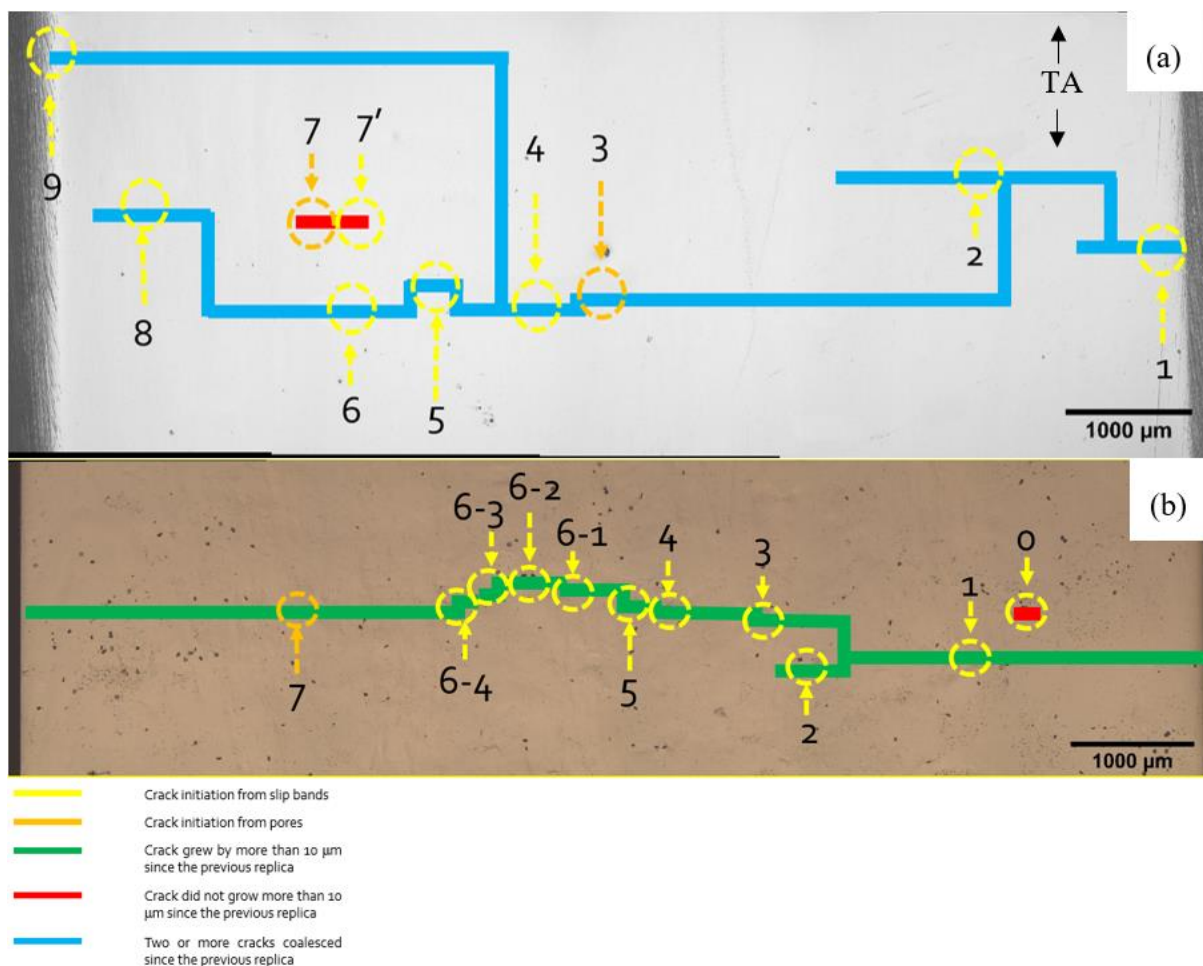 (a)
TA
7
7′
4
3
9
2
8
6
5
1
1000 µm
(b)
6-2
6-3
6-1
4
3
0
1
7
6-4
5
2
1000 µm
Crack initiation from slip bands
Crack initiation from pores
Crack grew by more than 10 µm
since the previous replica
Crack did not grow more than 10
µm since the previous replica
Two or more cracks coalesced
since the previous replica